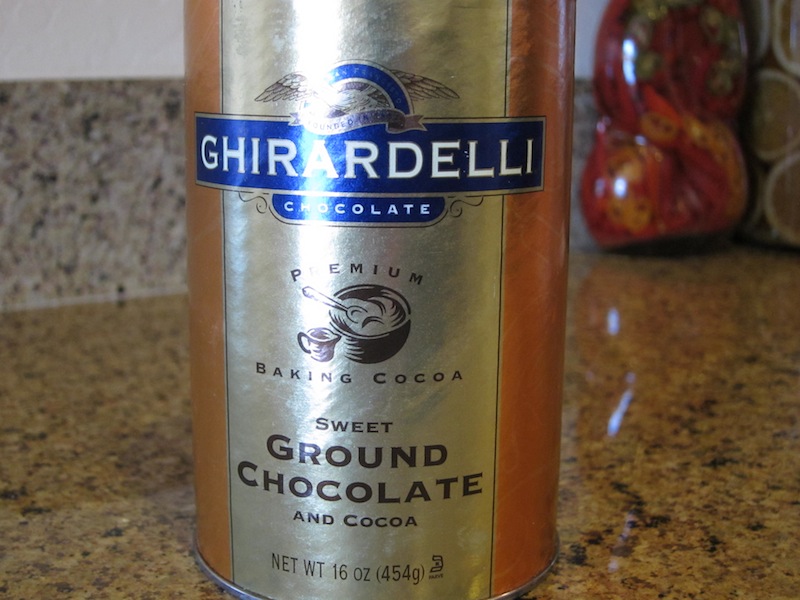 GHIRARDELLI
CHOCOLATE
PREMIUM
BAKING COCOA
SWEET
GROUND
CHOCOLATE
AND COCOA
NET WT 16 OZ (454g)